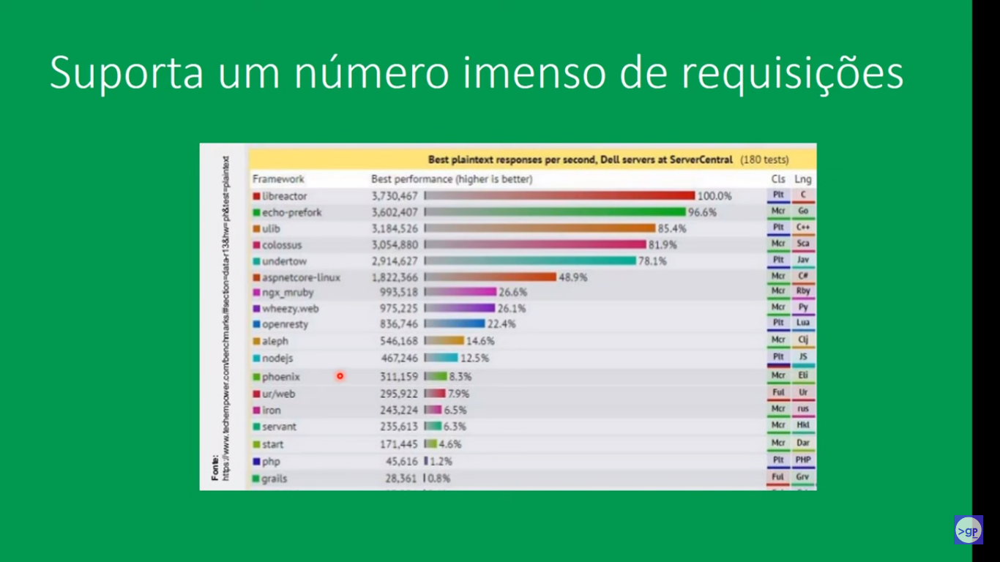 Suporta um número imenso de requisições
Fonte:
https://www.techempower.com/benchmarks/#section=data-r13&hw=ph&test=plaintext
Best plaintext responses per second, Dell servers at ServerCentral (180 tests)
Framework Best performance (higher is better) Cls Lng
libreactor 3,730,467 100.0% Plt C
echo-prefork 3,602,407 96.6% Mcr Go
ulib 3,184,526 85.4% Plt C++
colossus 3,054,880 81.9% Mcr Sca
undertow 2,914,627 78.1% Plt Jav
aspnetcore-linux 1,822,366 48.9% Mcr C#
ngx_mruby 993,518 26.6% Mcr Rby
wheezy.web 975,225 26.1% Mcr Py
openresty 836,746 22.4% Plt Lua
aleph 546,168 14.6% Mcr Clj
nodejs 467,246 12.5% Plt JS
phoenix 311,159 8.3% Mcr Eli
ur/web 295,922 7.9% Ful Ur
iron 243,224 6.5% Mcr rus
servant 235,613 6.3% Mcr Hkl
start 171,445 4.6% Mcr Dar
php 45,616 1.2% Plt PHP
grails 28,361 0.8% Ful Grv
>gP